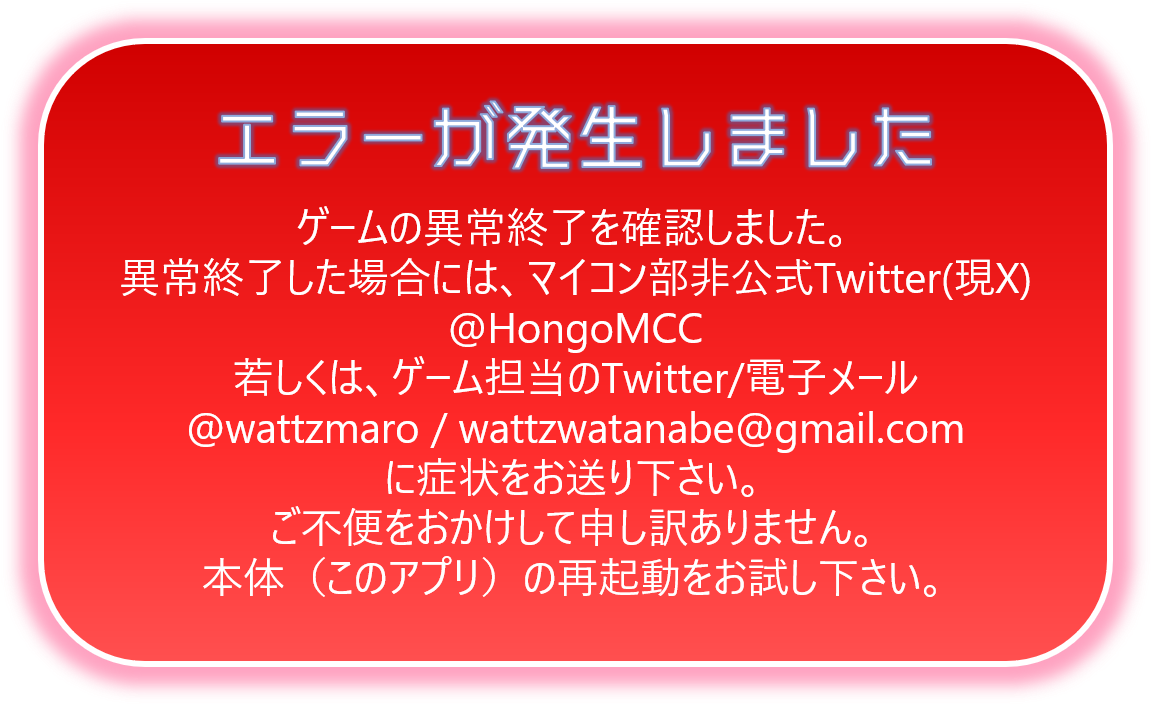 エラーが発生しました
ゲームの異常終了を確認しました。
異常終了した場合には、マイコン部非公式Twitter(現X)
@HongoMCC
若しくは、ゲーム担当のTwitter/電子メール
@wattzmaro / wattzwatanabe@gmail.com
に症状をお送り下さい。
ご不便をおかけして申し訳ありません。
本体（このアプリ）の再起動をお試し下さい。